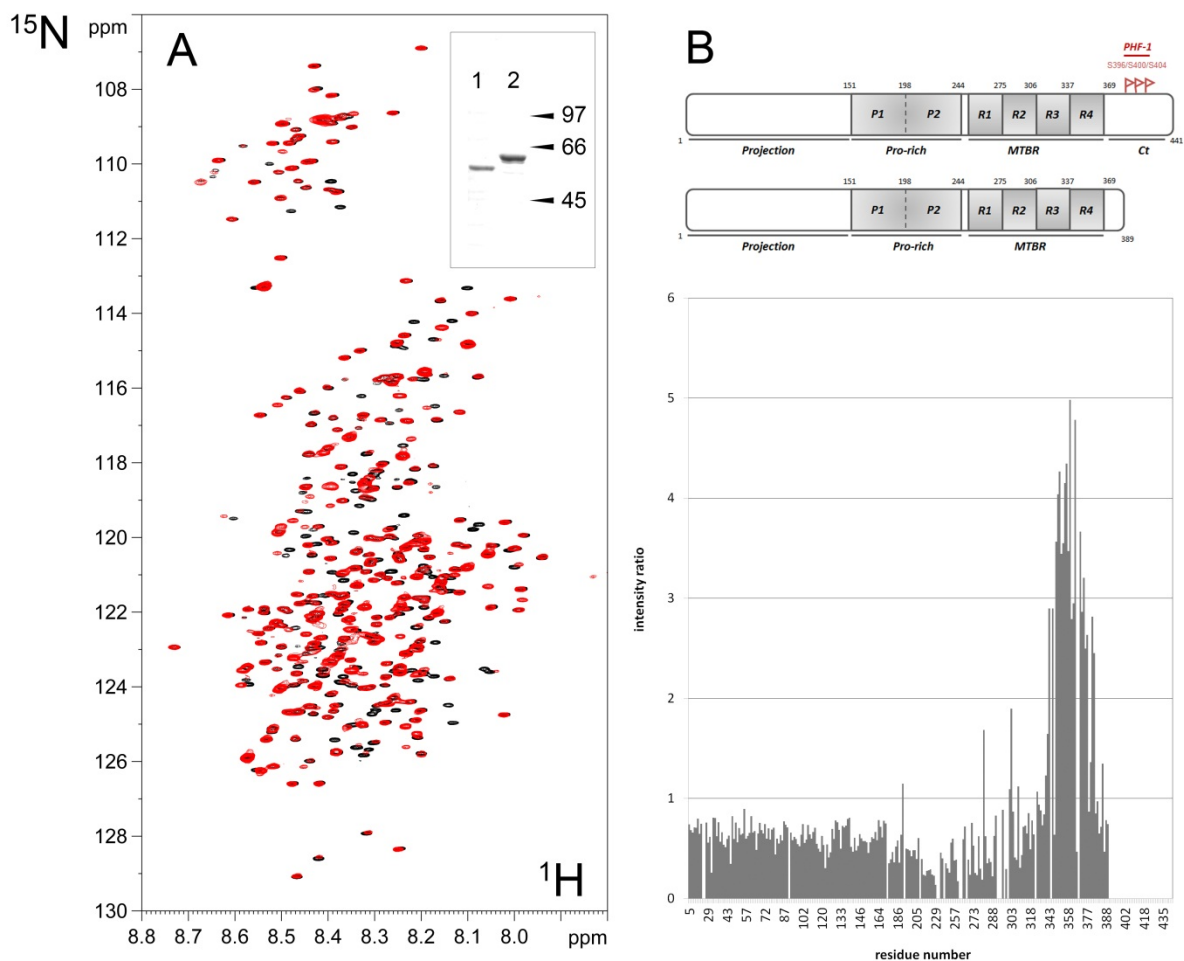 15N ppm
A
1 2
97
66
45
108
110
112
114
116
118
120
122
124
126
128
130
1H
8.8 8.7 8.6 8.5 8.4 8.3 8.2 8.1 8.0 ppm
B
PHF-1
S396/S400/S404
151 198 244 275 306 337 369
P1 P2 R1 R2 R3 R4
1 441
Projection Pro-rich MTBR Ct
151 198 244 275 306 337 369
P1 P2 R1 R2 R3 R4
1 389
Projection Pro-rich MTBR
6
5
4
3
2
1
0
intensity ratio
5 29 43 57 72 87 102 120 133 146 164 186 205 229 257 273 288 303 318 343 358 377 388 402 418 435
residue number